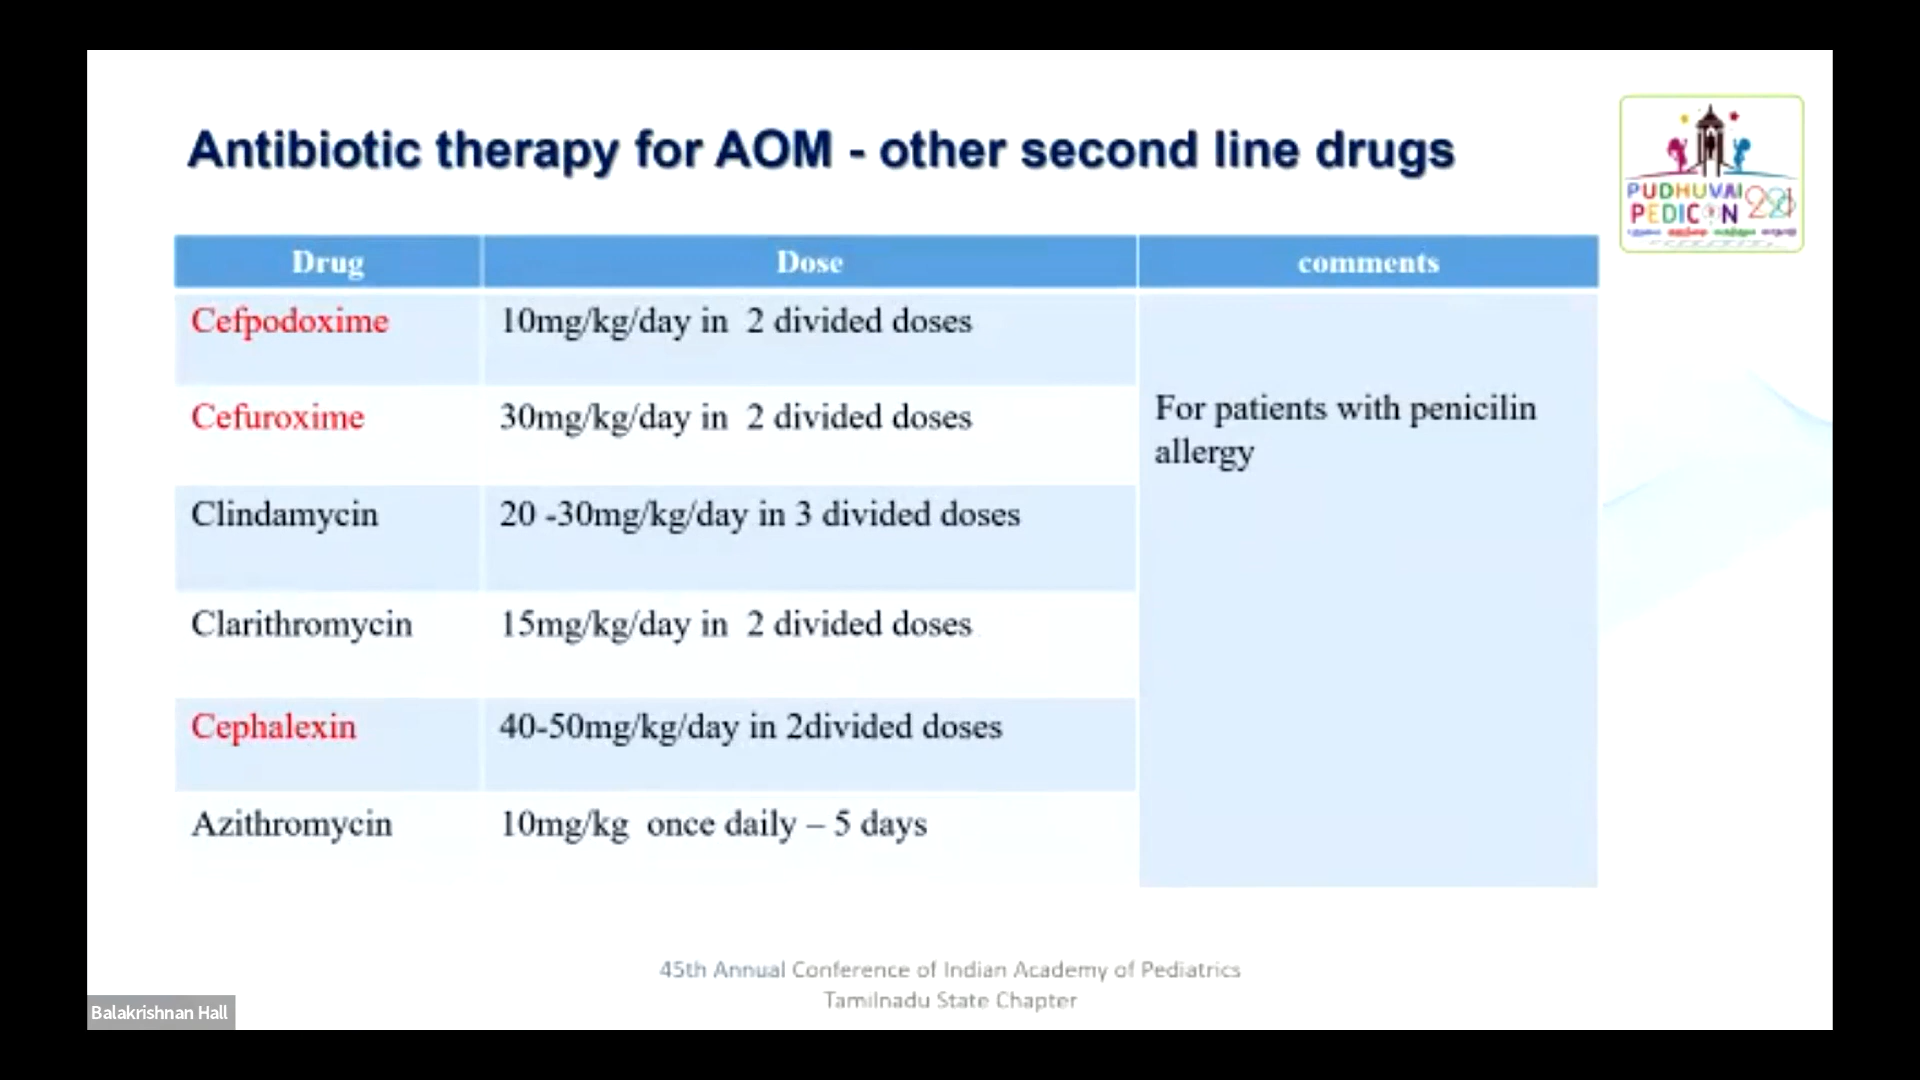 Antibiotic therapy for AOM - other second line drugs
PUDHUVAI
PEDICON 2021
Drug Dose comments
Cefpodoxime 10mg/kg/day in 2 divided doses
For patients with penicilin
allergy
Cefuroxime 30mg/kg/day in 2 divided doses
Clindamycin 20 -30mg/kg/day in 3 divided doses
Clarithromycin 15mg/kg/day in 2 divided doses
Cephalexin 40-50mg/kg/day in 2divided doses
Azithromycin 10mg/kg once daily – 5 days
45th Annual Conference of Indian Academy of Pediatrics
Tamilnadu State Chapter
Balakrishnan Hall